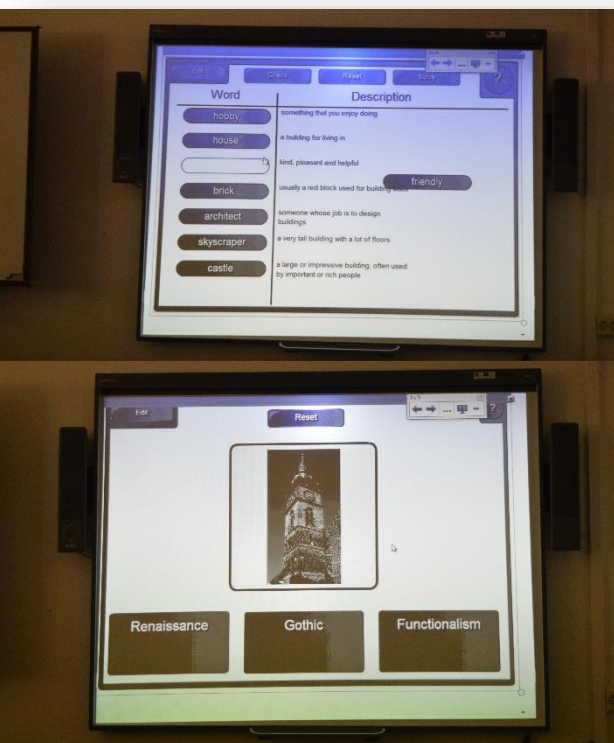 Edit
Check
Reset
Solve
?
Word
Description
hobby
something that you enjoy doing
house
a building for living in
kind, pleasant and helpful
friendly
brick
usually a red block used for building
architect
someone whose job is to design
buildings
skyscraper
a very tall building with a lot of floors
castle
a large or impressive building, often used
by important or rich people
Edit
Reset
?
Renaissance
Gothic
Functionalism